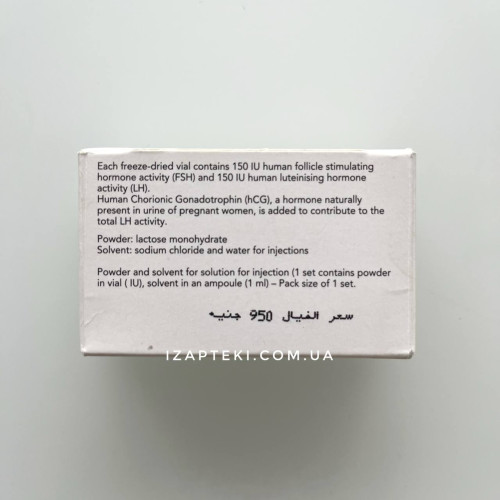 Each freeze-dried vial contains 150 IU human follicle stimulating
hormone activity (FSH) and 150 IU human luteinising hormone
activity (LH).
Human Chorionic Gonadotrophin (hCG), a hormone naturally
present in urine of pregnant women, is added to contribute to the
total LH activity.
Powder: lactose monohydrate
Solvent: sodium chloride and water for injections
Powder and solvent for solution for injection (1 set contains powder
in vial ( IU), solvent in an ampoule (1 ml) – Pack size of 1 set.
سعر الفيال 950 جنيه
IZAPTEKI.COM.UA